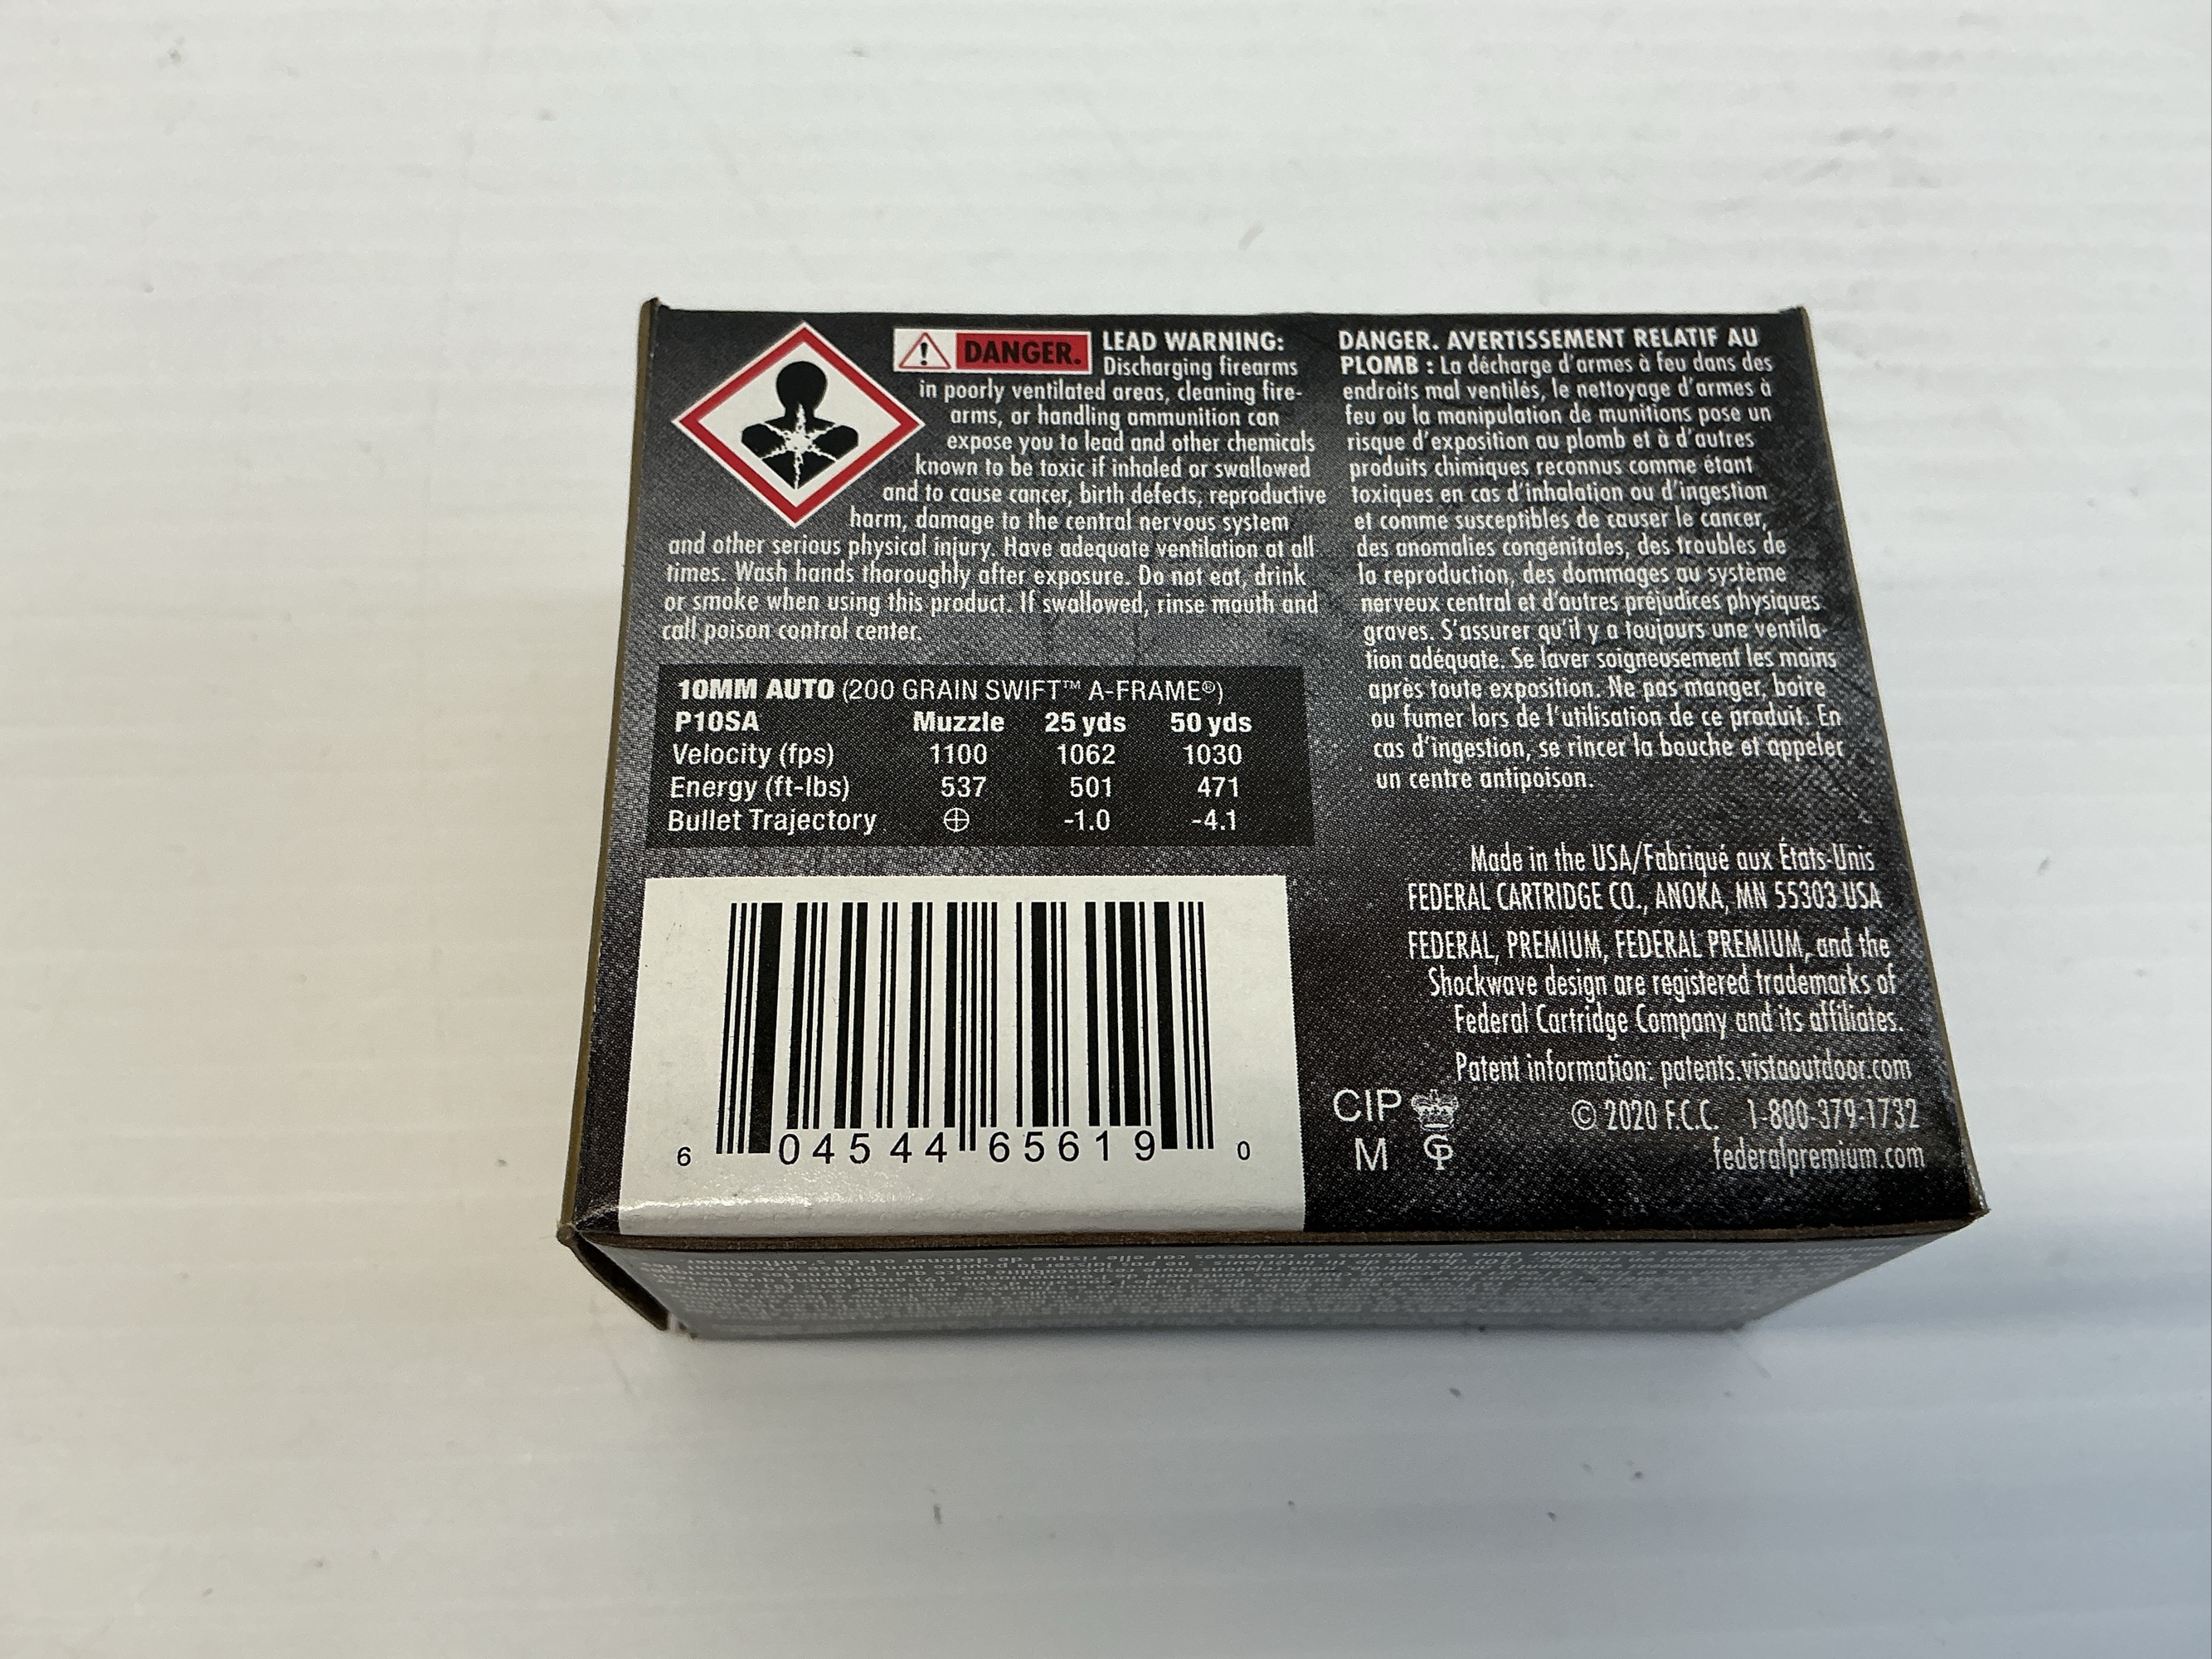 DANGER. LEAD WARNING:
Discharging firearms
in poorly ventilated areas, cleaning fire-
arms, or handling ammunition can
expose you to lead and other chemicals
known to be toxic if inhaled or swallowed
and to cause cancer, birth defects, reproductive
harm, damage to the central nervous system
and other serious physical injury. Have adequate ventilation at all
times. Wash hands thoroughly after exposure. Do not eat, drink
or smoke when using this product. If swallowed, rinse mouth and
call poison control center.
DANGER. AVERTISSEMENT RELATIF AU
PLOMB : La décharge d'armes à feu dans des
endroits mal ventilés, le nettoyage d'armes à
feu ou la manipulation de munitions pose un
risque d'exposition au plomb et à d'autres
produits chimiques reconnus comme étant
toxiques en cas d'inhalation ou d'ingestion
et comme susceptibles de causer le cancer,
des anomalies congénitales, des troubles de
la reproduction, des dommages au système
nerveux central et d'autres préjudices physiques
graves. S'assurer qu'il y a toujours une ventila-
tion adéquate. Se laver soigneusement les mains
après toute exposition. Ne pas manger, boire
ou fumer lors de l'utilisation de ce produit. En
cas d'ingestion, se rincer la bouche et appeler
un centre antipoison.
10MM AUTO (200 GRAIN SWIFT™ A-FRAME®)
P10SA Muzzle 25 yds 50 yds
Velocity (fps) 1100 1062 1030
Energy (ft-lbs) 537 501 471
Bullet Trajectory ⊕ -1.0 -4.1
6 04544 65619 0
Made in the USA/Fabriqué aux États-Unis
FEDERAL CARTRIDGE CO., ANOKA, MN 55303 USA
FEDERAL, PREMIUM, FEDERAL PREMIUM, and the
Shockwave design are registered trademarks of
Federal Cartridge Company and its affiliates.
Patent information: patents.vistaoutdoor.com
© 2020 F.C.C. 1-800-379-1732
federalpremium.com
CIP
M GP